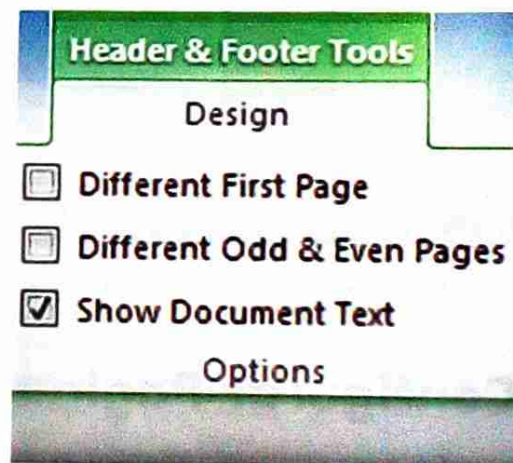 Header & Footer Tools
Design
Different First Page
Different Odd & Even Pages
Show Document Text
Options